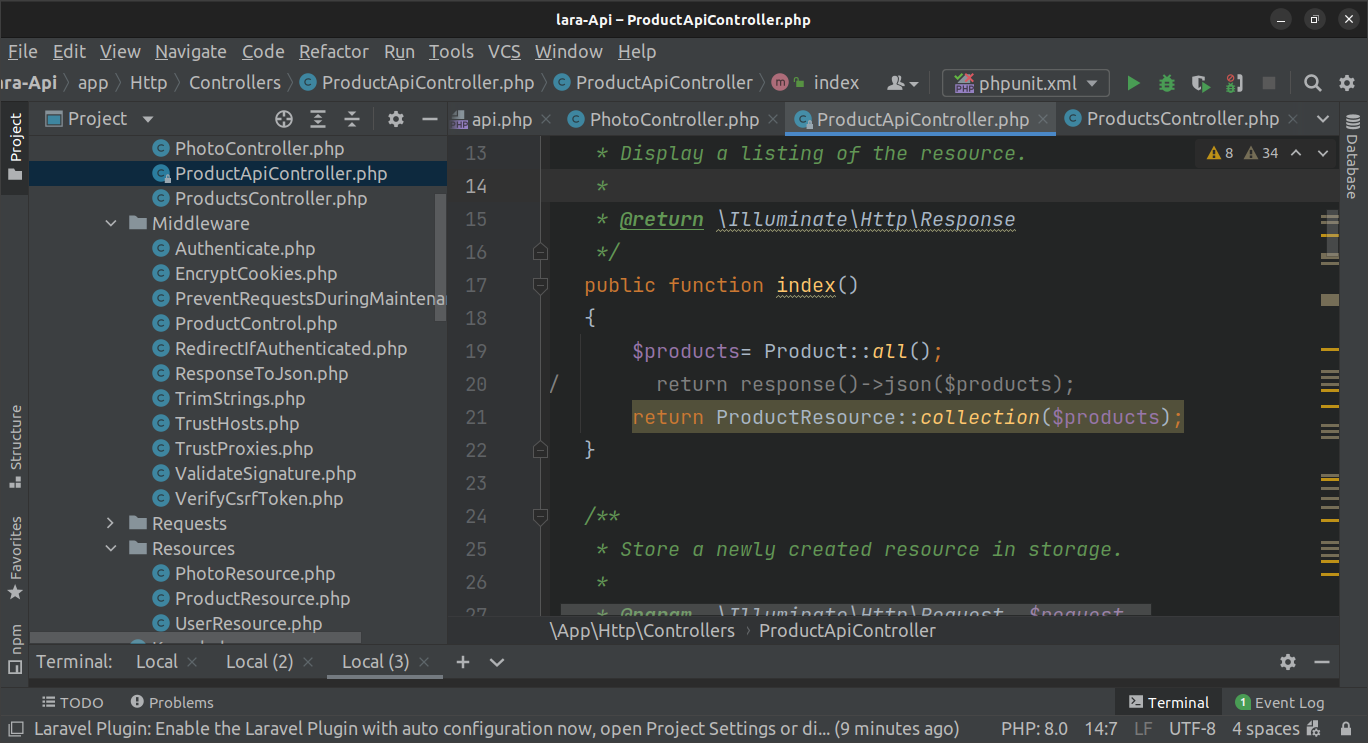 lara-Api – ProductApiController.php
File Edit View Navigate Code Refactor Run Tools VCS Window Help
ara-Api app Http Controllers ProductApiController.php ProductApiController index phpunit.xml
Project
api.php PhotoController.php ProductApiController.php ProductsController.php
Project
Structure
Favorites
npm
Database
PhotoController.php
ProductApiController.php
ProductsController.php
Middleware
Authenticate.php
EncryptCookies.php
PreventRequestsDuringMaintena
ProductControl.php
RedirectIfAuthenticated.php
ResponseToJson.php
TrimStrings.php
TrustHosts.php
TrustProxies.php
ValidateSignature.php
VerifyCsrfToken.php
Requests
Resources
PhotoResource.php
ProductResource.php
UserResource.php
8 34
13 * Display a listing of the resource.
14 *
15 * @return \Illuminate\Http\Response
16 */
17 public function index()
18 {
19 $products= Product::all();
20 / return response()->json($products);
21 return ProductResource::collection($products);
22 }
23
24 /**
25 * Store a newly created resource in storage.
26 *
27 * @param \Illuminate\Http\Request $request
\App\Http\Controllers ProductApiController
Terminal: Local Local (2) Local (3)
TODO Problems Terminal 1 Event Log
Laravel Plugin: Enable the Laravel Plugin with auto configuration now, open Project Settings or di... (9 minutes ago) PHP: 8.0 14:7 LF UTF-8 4 spaces